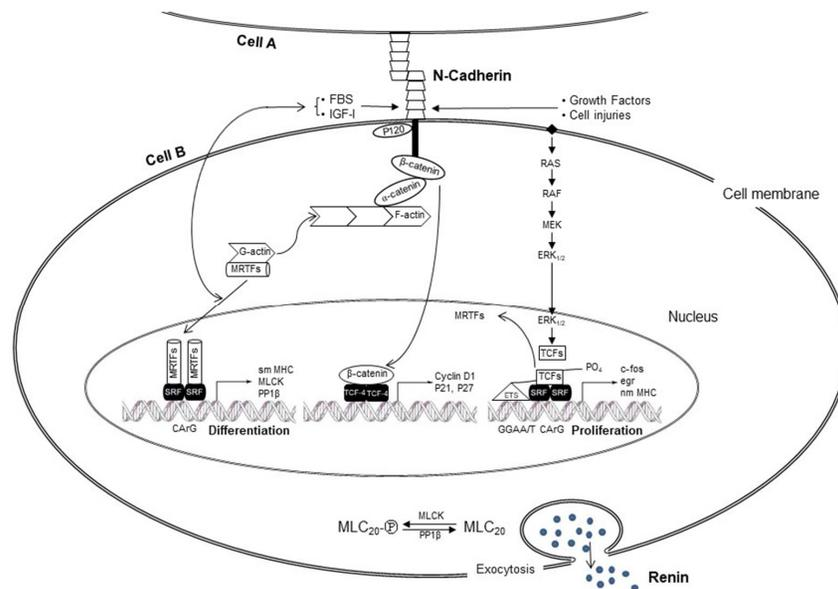 Cell A
N-Cadherin
• FBS
• IGF-I
• Growth Factors
• Cell injuries
P120
Cell B
β-catenin
α-catenin
F-actin
G-actin
MRTFs
RAS
RAF
MEK
ERK1/2
Cell membrane
Nucleus
MRTFs
ERK1/2
TCFs
MRTFs
MRTFs
SRF
SRF
sm MHC
MLCK
PP1β
CArG
Differentiation
β-catenin
TCF-4
TCF-4
Cyclin D1
P21, P27
TCFs
PO4
ETS
SRF
SRF
c-fos
egr
nm MHC
GGAA/T CArG
Proliferation
MLC20-Ⓟ
MLCK
PP1β
MLC20
Exocytosis
Renin